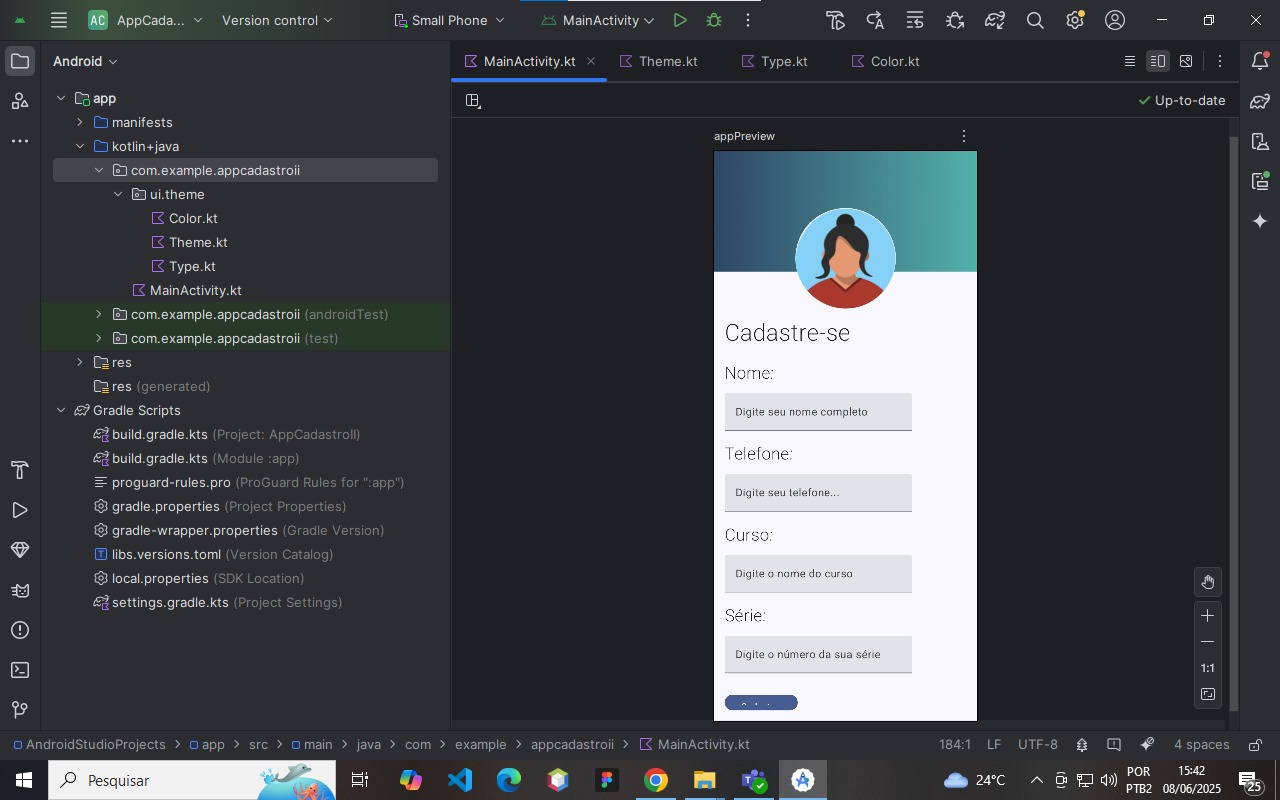 AC AppCada... Version control Small Phone MainActivity
Android
app
manifests
kotlin+java
com.example.appcadastroii
ui.theme
Color.kt
Theme.kt
Type.kt
MainActivity.kt
com.example.appcadastroii (androidTest)
com.example.appcadastroii (test)
res
res (generated)
Gradle Scripts
build.gradle.kts (Project: AppCadastroII)
build.gradle.kts (Module :app)
proguard-rules.pro (ProGuard Rules for ":app")
gradle.properties (Project Properties)
gradle-wrapper.properties (Gradle Version)
libs.versions.toml (Version Catalog)
local.properties (SDK Location)
settings.gradle.kts (Project Settings)
MainActivity.kt Theme.kt Type.kt Color.kt
Up-to-date
appPreview
Cadastre-se
Nome:
Digite seu nome completo
Telefone:
Digite seu telefone...
Curso:
Digite o nome do curso
Série:
Digite o número da sua série
1:1
AndroidStudioProjects > app > src > main > java > com > example > appcadastroii > MainActivity.kt 184:1 LF UTF-8 4 spaces
Pesquisar
24°C
POR
PTB2
15:42
08/06/2025
25